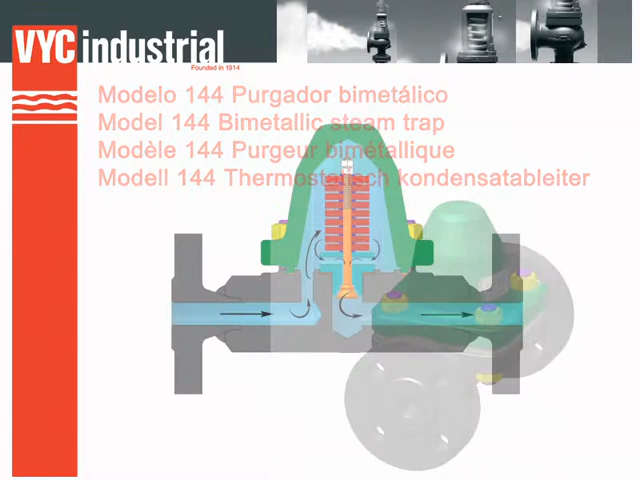 VYC industrial
Founded in 1914
Modelo 144 Purgador bimetálico
Model 144 Bimetallic steam trap
Modèle 144 Purgeur bimétallique
Modell 144 Thermostatisch kondensatableiter